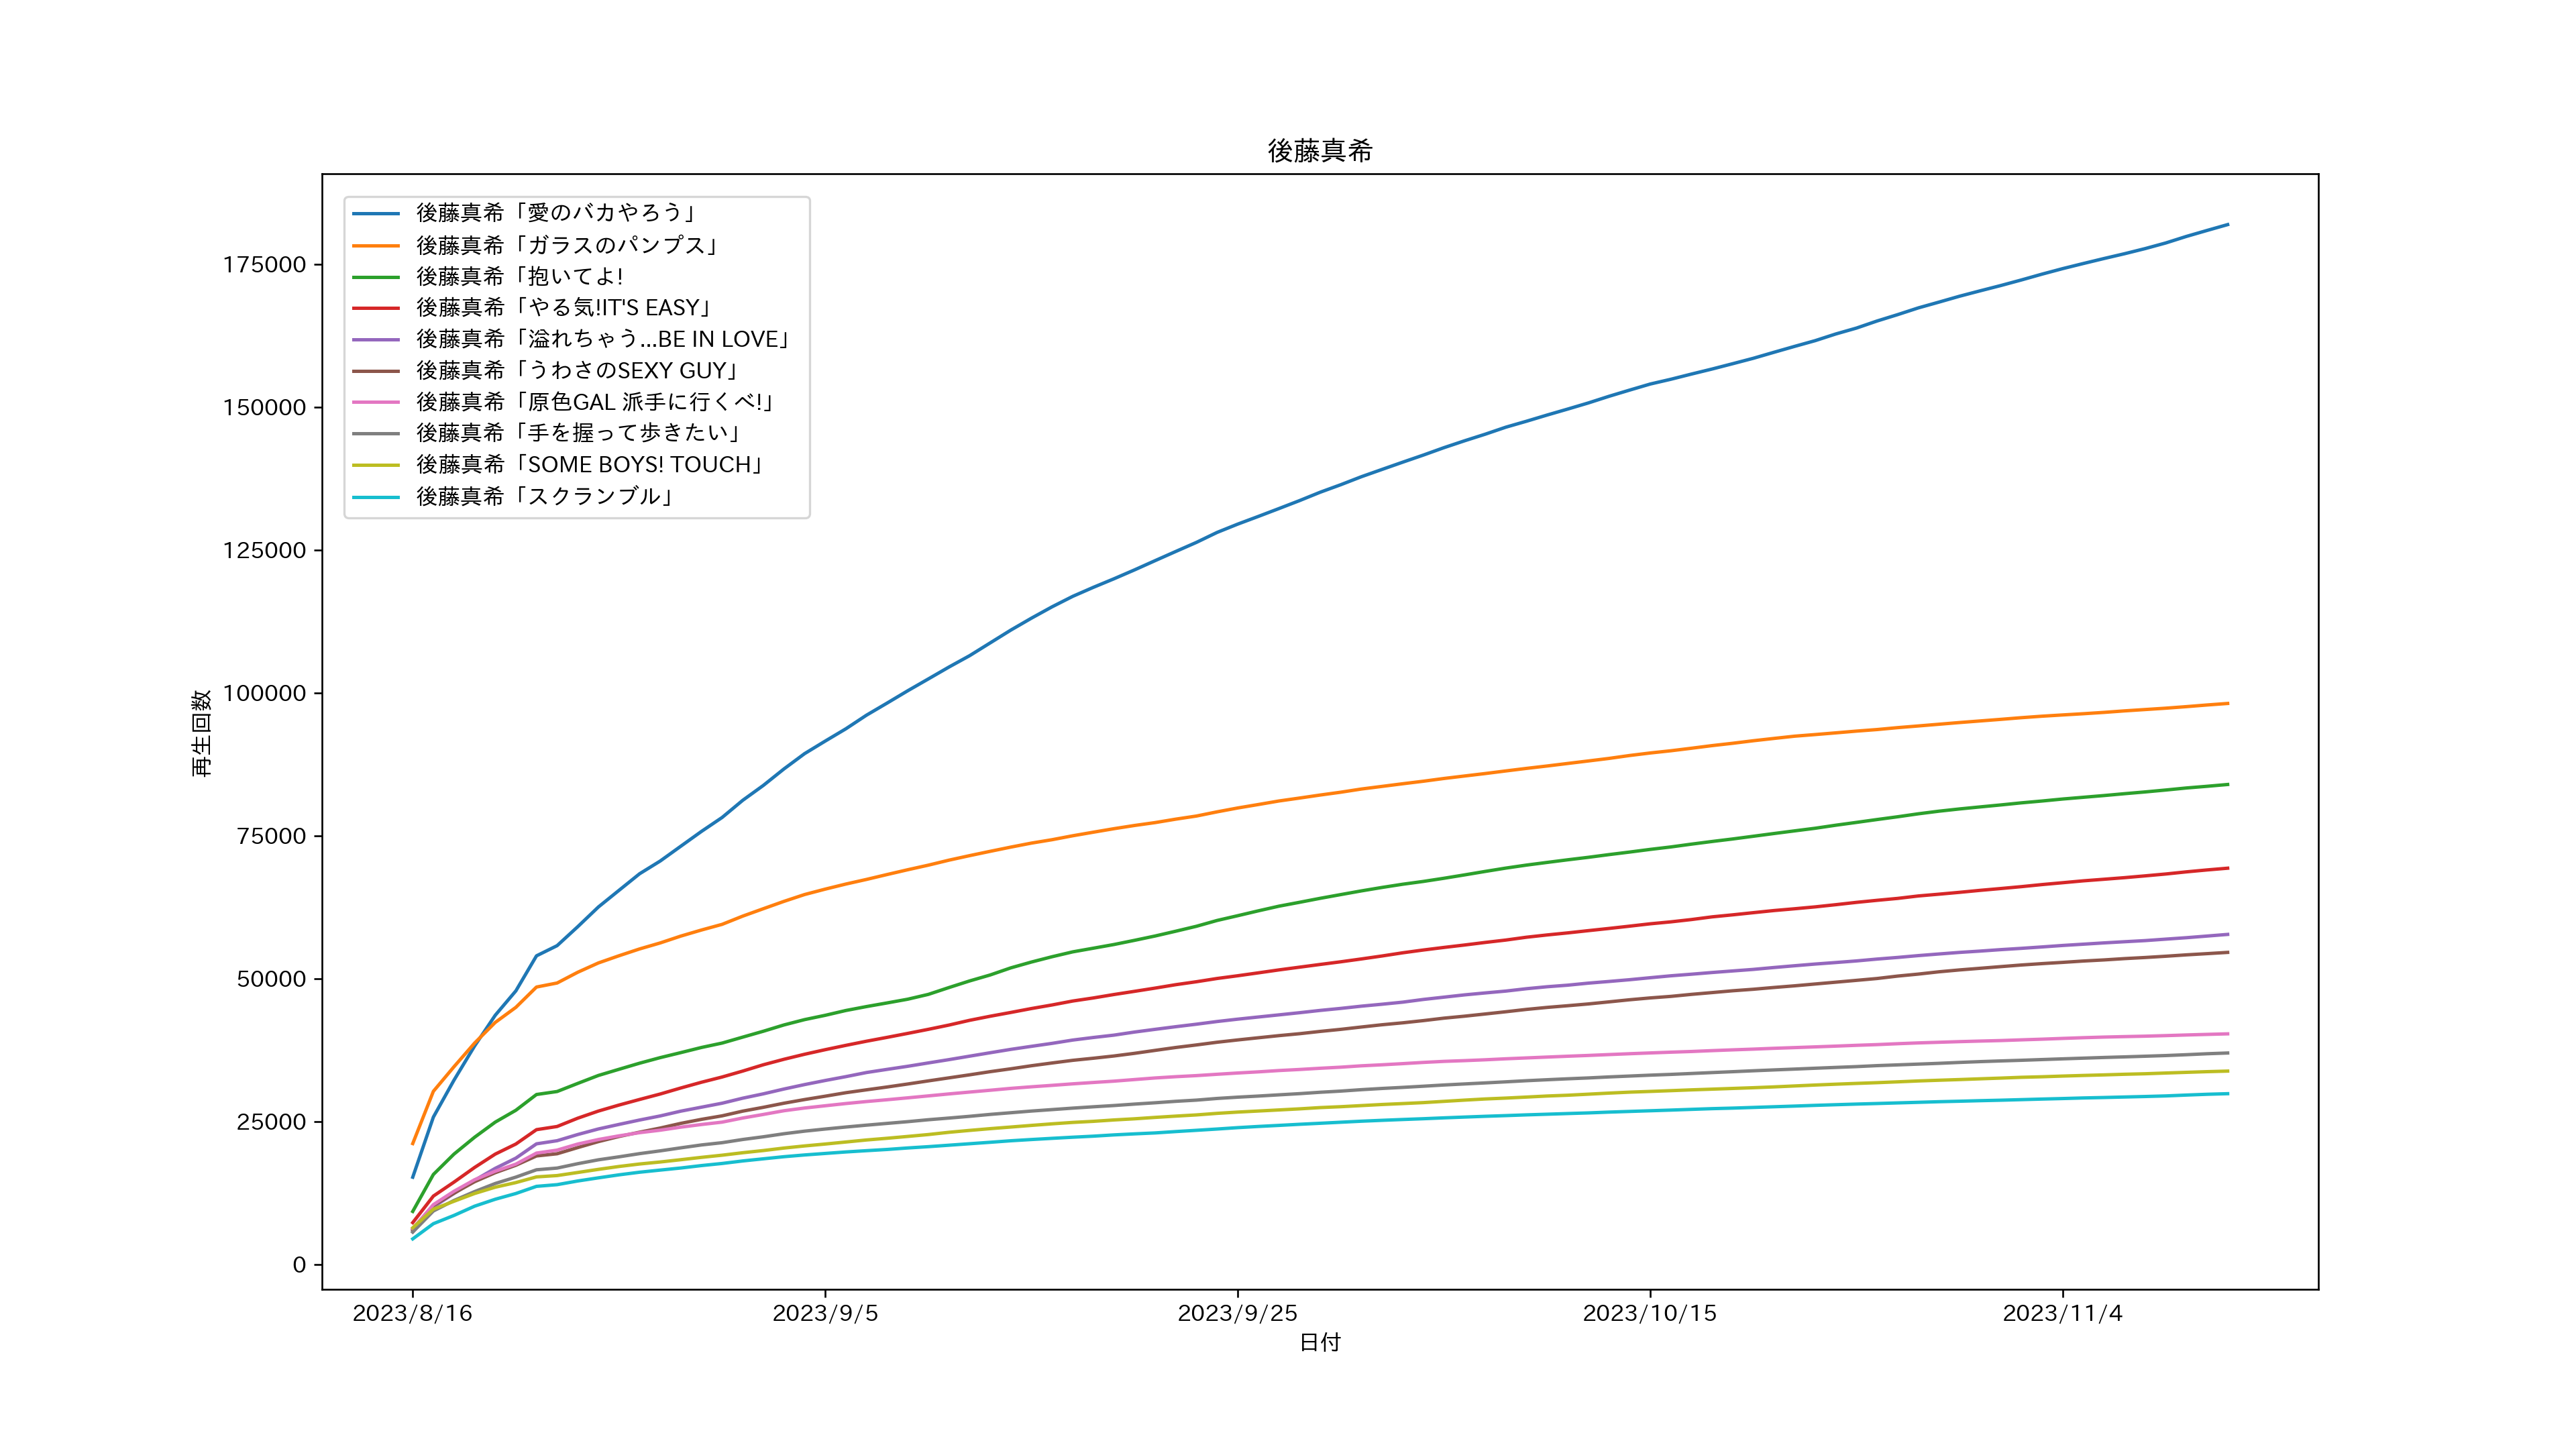 後藤真希
後藤真希「愛のバカやろう」
後藤真希「ガラスのパンプス」
後藤真希「抱いてよ!
後藤真希「やる気!IT'S EASY」
後藤真希「溢れちゃう...BE IN LOVE」
後藤真希「うわさのSEXY GUY」
後藤真希「原色GAL 派手に行くべ!」
後藤真希「手を握って歩きたい」
後藤真希「SOME BOYS! TOUCH」
後藤真希「スクランブル」
175000
150000
125000
100000
75000
50000
25000
0
再生回数
2023/8/16
2023/9/5
2023/9/25
2023/10/15
2023/11/4
日付